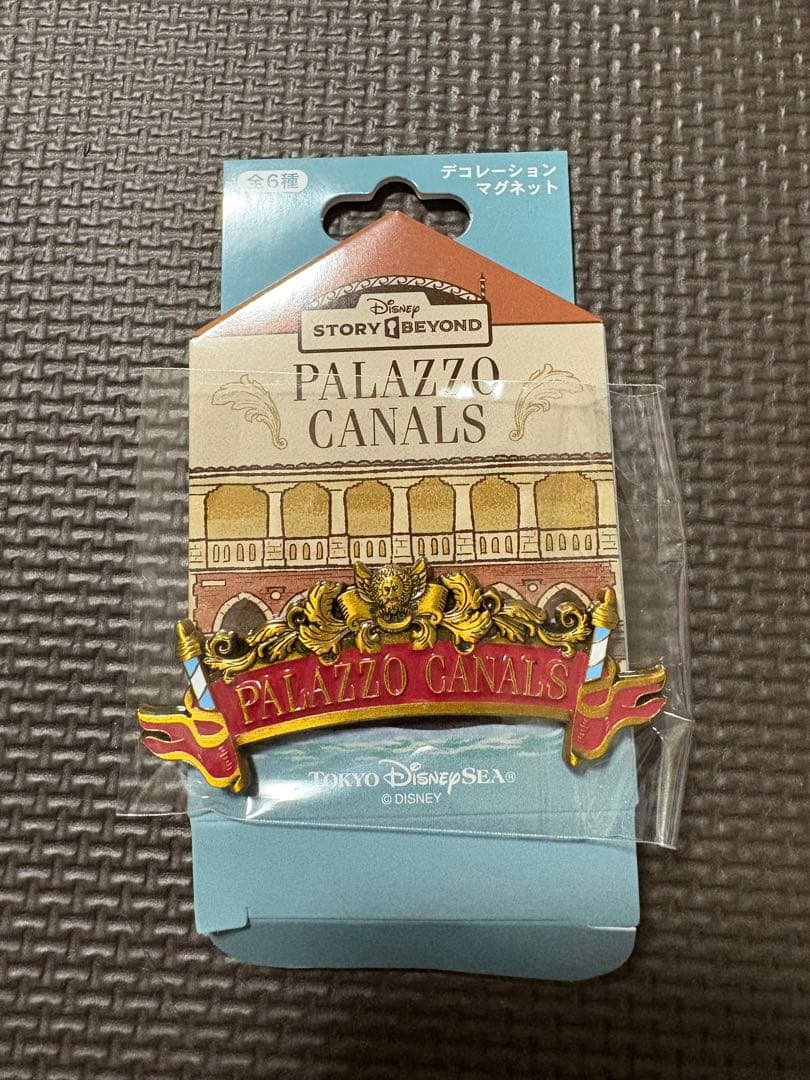 全6種
デコレーション
マグネット
Disney
STORY BEYOND
PALAZZO
CANALS
PALAZZO CANALS
TOKYO DISNEYSEA®
© DISNEY